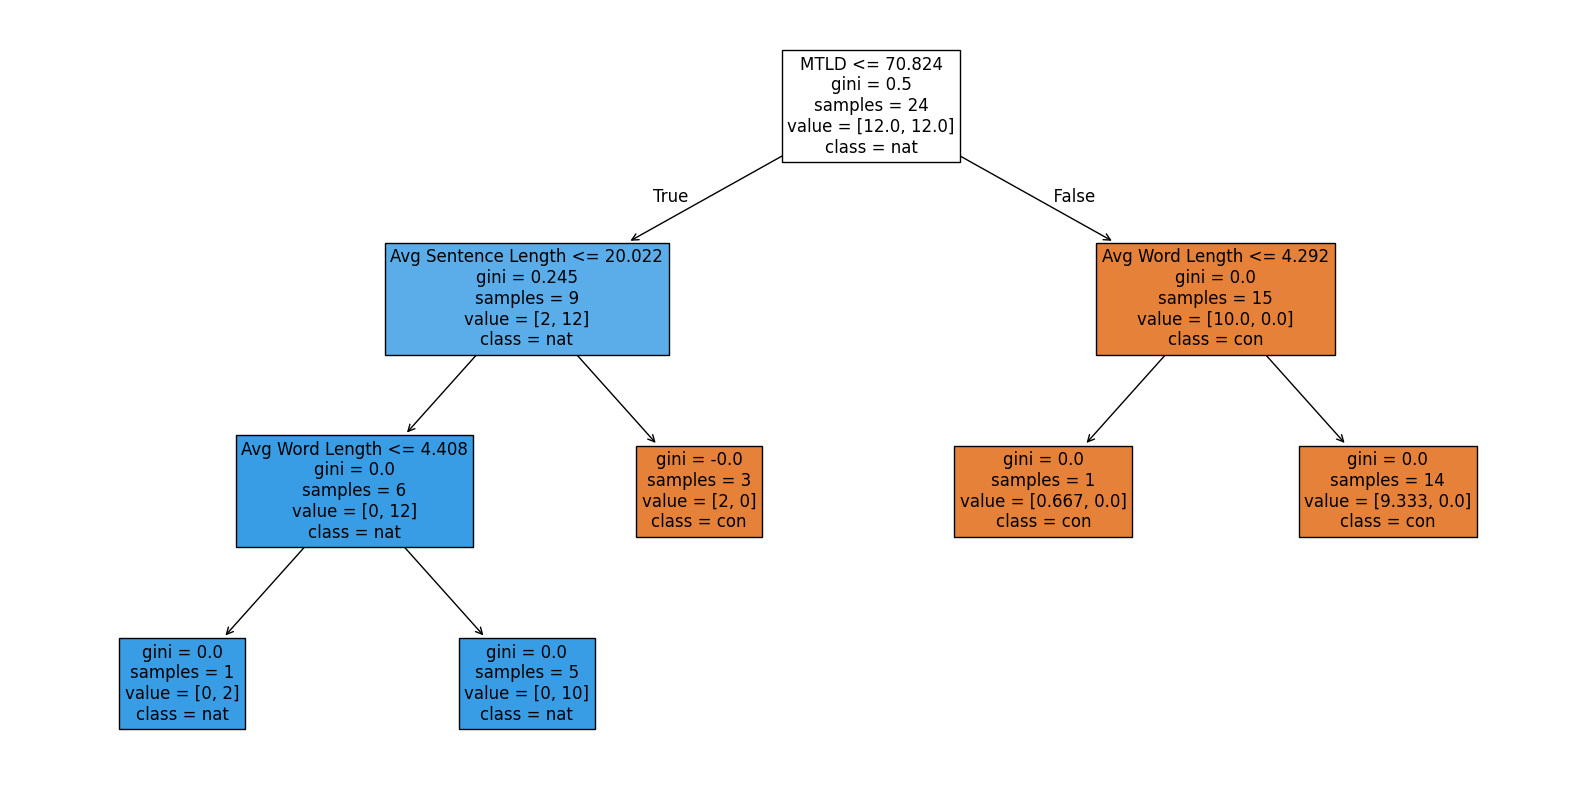 MTLD <= 70.824
gini = 0.5
samples = 24
value = [12.0, 12.0]
class = nat
True
False
Avg Sentence Length <= 20.022
gini = 0.245
samples = 9
value = [2, 12]
class = nat
Avg Word Length <= 4.292
gini = 0.0
samples = 15
value = [10.0, 0.0]
class = con
Avg Word Length <= 4.408
gini = 0.0
samples = 6
value = [0, 12]
class = nat
gini = -0.0
samples = 3
value = [2, 0]
class = con
gini = 0.0
samples = 1
value = [0.667, 0.0]
class = con
gini = 0.0
samples = 14
value = [9.333, 0.0]
class = con
gini = 0.0
samples = 1
value = [0, 2]
class = nat
gini = 0.0
samples = 5
value = [0, 10]
class = nat